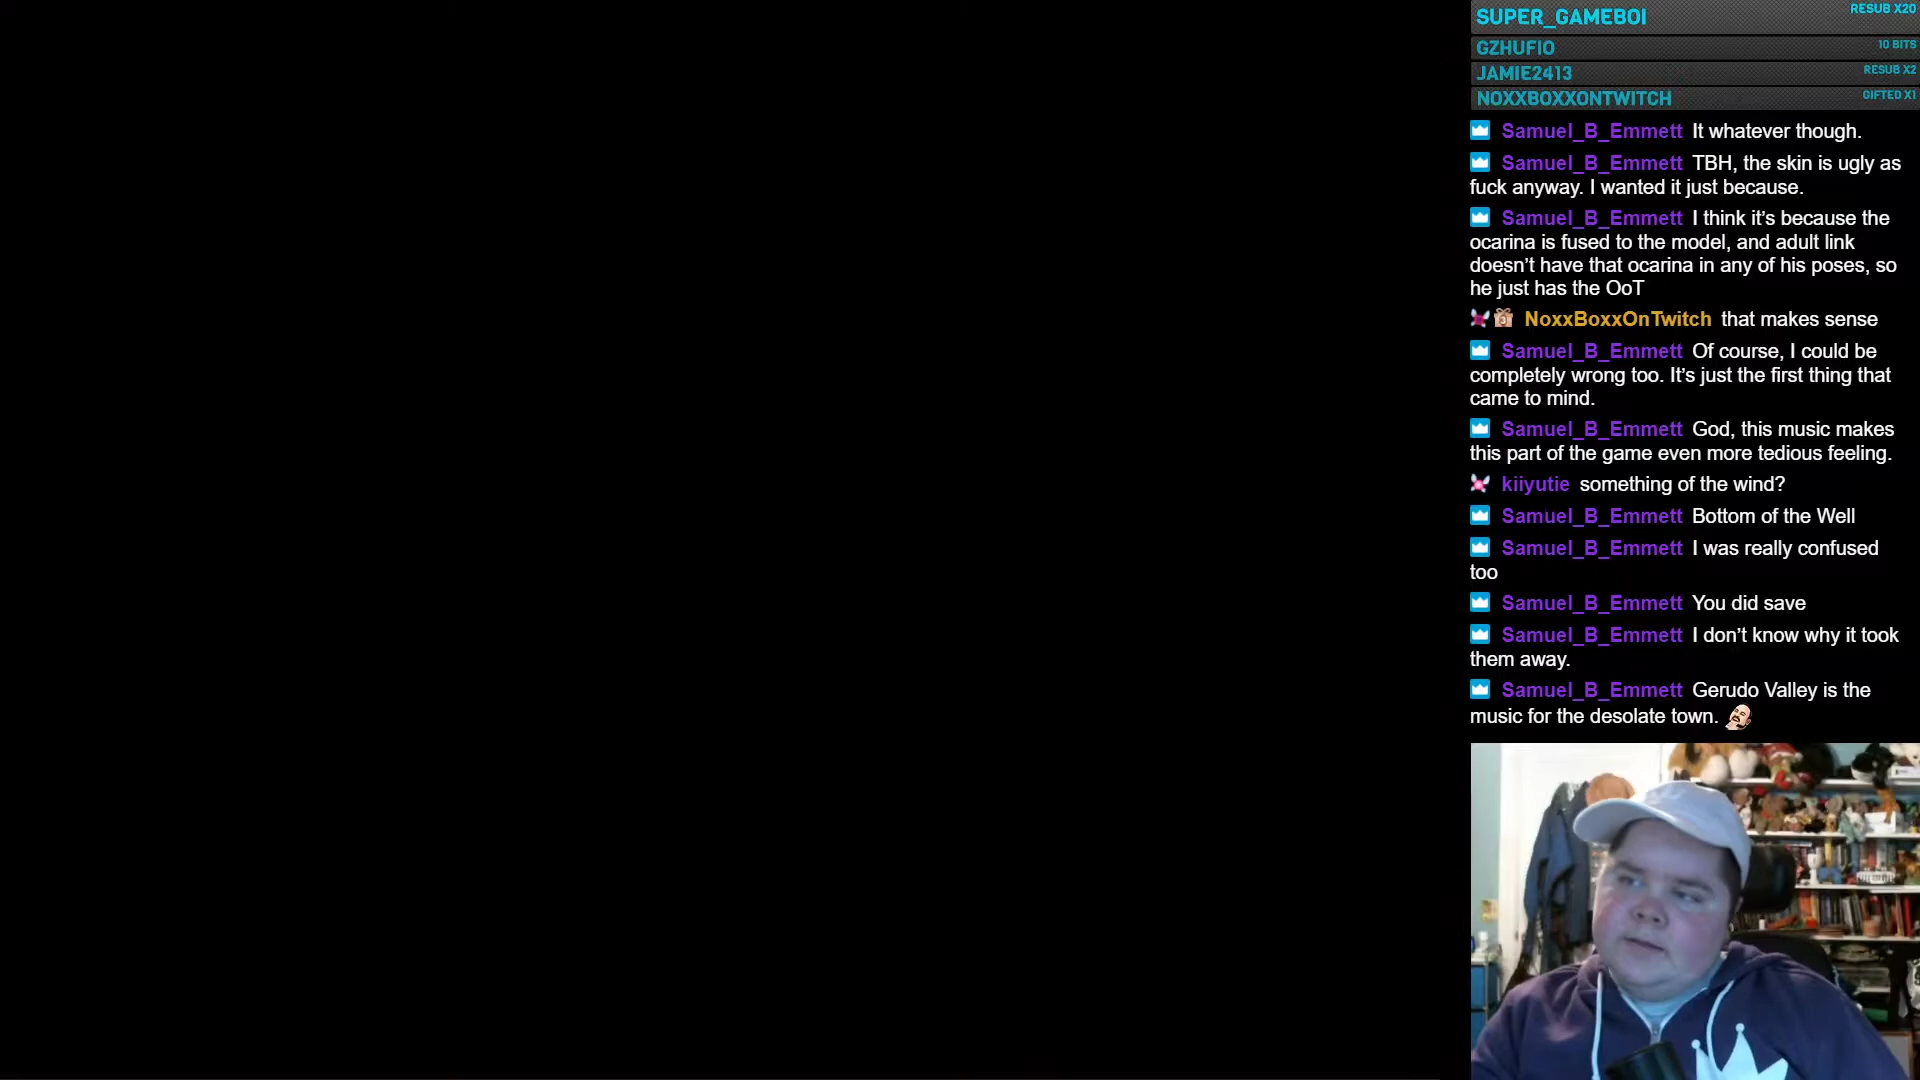 SUPER_GAMEBOI RESUB X20
GZHUFIO 10 BITS
JAMIE2413 RESUB X2
NOXXBOXXONTWITCH GIFTED X1
Samuel_B_Emmett It whatever though.
Samuel_B_Emmett TBH, the skin is ugly as
fuck anyway. I wanted it just because.
Samuel_B_Emmett I think it’s because the
ocarina is fused to the model, and adult link
doesn’t have that ocarina in any of his poses, so
he just has the OoT
NoxxBoxxOnTwitch that makes sense
Samuel_B_Emmett Of course, I could be
completely wrong too. It’s just the first thing that
came to mind.
Samuel_B_Emmett God, this music makes
this part of the game even more tedious feeling.
kiiyutie something of the wind?
Samuel_B_Emmett Bottom of the Well
Samuel_B_Emmett I was really confused
too
Samuel_B_Emmett You did save
Samuel_B_Emmett I don’t know why it took
them away.
Samuel_B_Emmett Gerudo Valley is the
music for the desolate town.